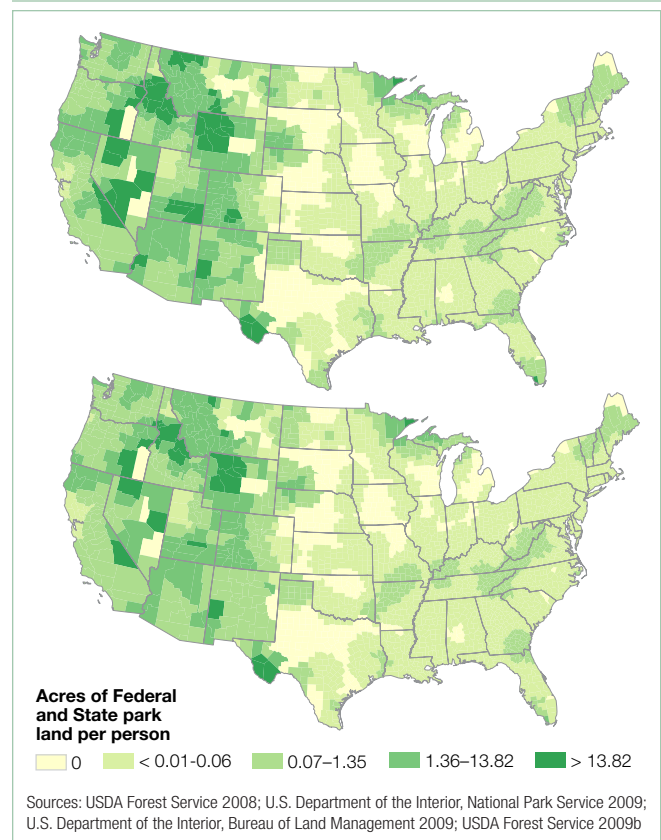 Acres of Federal
and State park
land per person
0
< 0.01-0.06
0.07–1.35
1.36–13.82
> 13.82
Sources: USDA Forest Service 2008; U.S. Department of the Interior, National Park Service 2009;
U.S. Department of the Interior, Bureau of Land Management 2009; USDA Forest Service 2009b